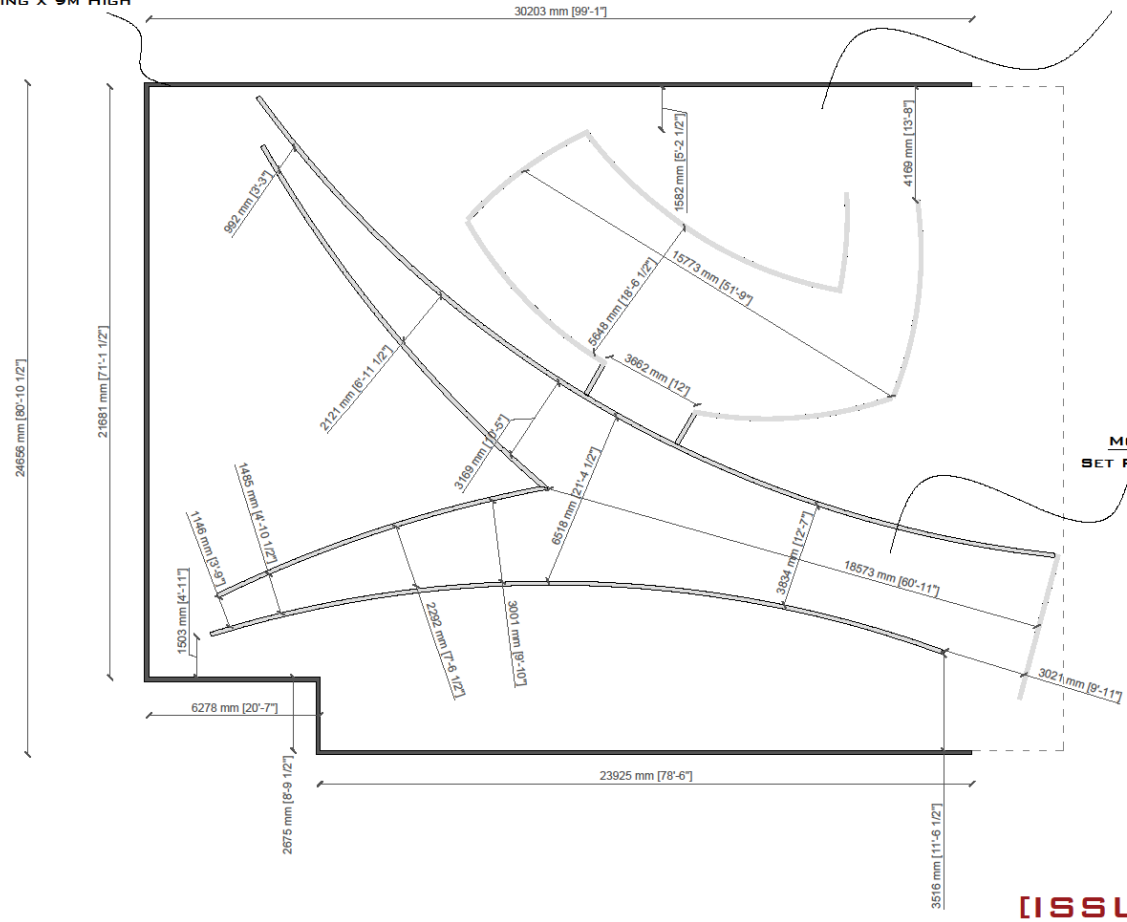 ING X 9M HIGH
30203 mm [99'-1"]
24656 mm [80'-10 1/2"]
21681 mm [71'-1 1/2"]
1582 mm [5'-2 1/2"]
4169 mm [13'-8"]
992 mm [3'-3"]
15773 mm [51'-9"]
5648 mm [18'-6 1/2"]
3662 mm [12']
2121 mm [6'-11 1/2"]
3169 mm [10'-5"]
6518 mm [21'-4 1/2"]
SET
1485 mm [4'-10 1/2"]
1146 mm [3'-9"]
1503 mm [4'-11"]
3834 mm [12'-7"]
18573 mm [60'-11"]
2292 mm [7'-6 1/2"]
3001 mm [9'-10"]
3021 mm [9'-11"]
6278 mm [20'-7"]
2675 mm [8'-9 1/2"]
23925 mm [78'-6"]
3516 mm [11'-6 1/2"]
[ISSU